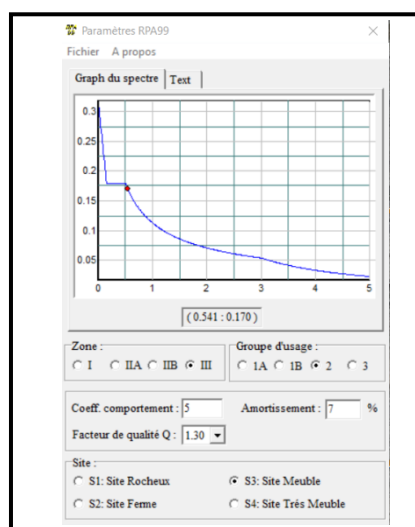 Paramètres RPA99
Fichier A propos
Graph du spectre Text
0.3
0.25
0.2
0.15
0.1
0.05
0 1 2 3 4 5
( 0.541 : 0.170 )
Zone : Groupe d'usage :
I IIA IIB III 1A 1B 2 3
Coeff. comportement : 5 Amortissement : 7 %
Facteur de qualité Q : 1.30
Site :
S1: Site Rocheux S3: Site Meuble
S2: Site Ferme S4: Site Trés Meuble